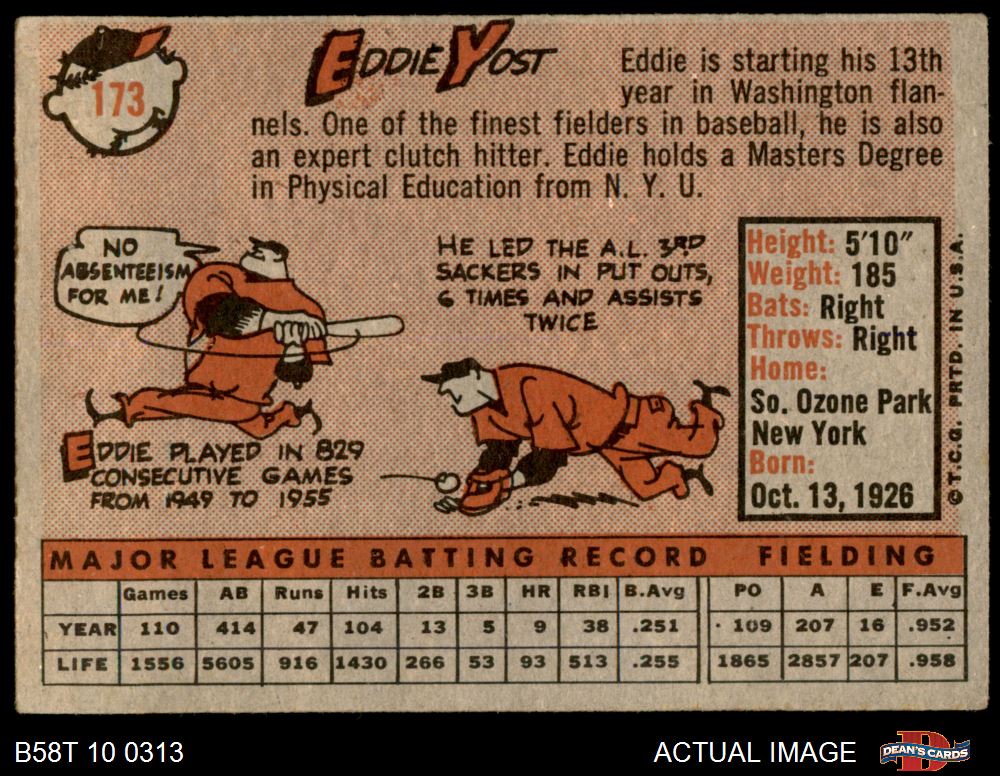 173
EDDIE YOST
Eddie is starting his 13th
year in Washington flan-
nels. One of the finest fielders in baseball, he is also
an expert clutch hitter. Eddie holds a Masters Degree
in Physical Education from N. Y. U.
NO
ABSENTEEISM
FOR ME!
EDDIE PLAYED IN 829
CONSECUTIVE GAMES
FROM 1949 TO 1955
HE LED THE A.L. 3RD
SACKERS IN PUT OUTS,
6 TIMES AND ASSISTS
TWICE
Height: 5'10"
Weight: 185
Bats: Right
Throws: Right
Home:
So. Ozone Park
New York
Born:
Oct. 13, 1926
©T.C.G. PRTD. IN U.S.A.
MAJOR LEAGUE BATTING RECORD FIELDING
Games AB Runs Hits 2B 3B HR RBI B.Avg PO A E F.Avg
YEAR 110 414 47 104 13 5 9 38 .251 109 207 16 .952
LIFE 1556 5605 916 1430 266 53 93 513 .255 1865 2857 207 .958
B58T 10 0313
ACTUAL IMAGE
D
DEAN'S CARDS